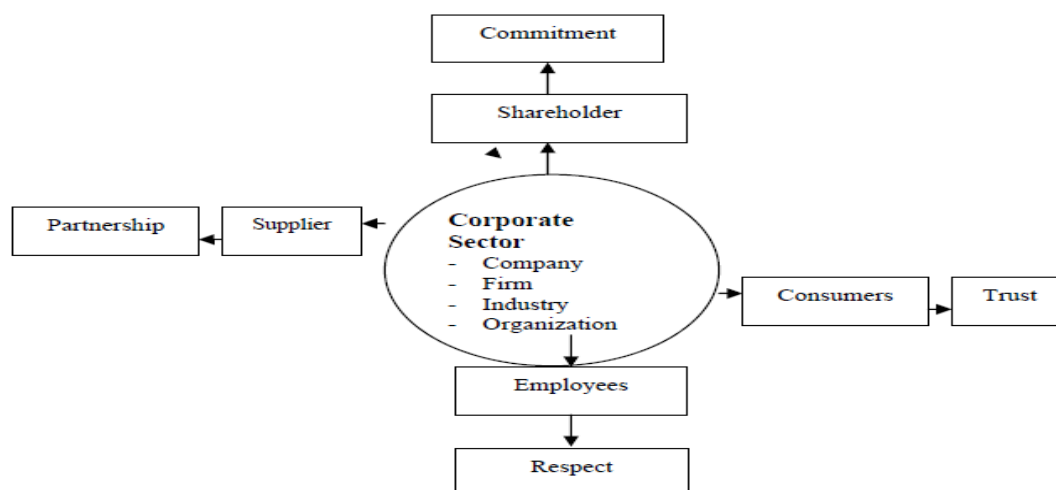 Commitment
Shareholder
Partnership
Supplier
Corporate
Sector
- Company
- Firm
- Industry
- Organization
Consumers
Trust
Employees
Respect